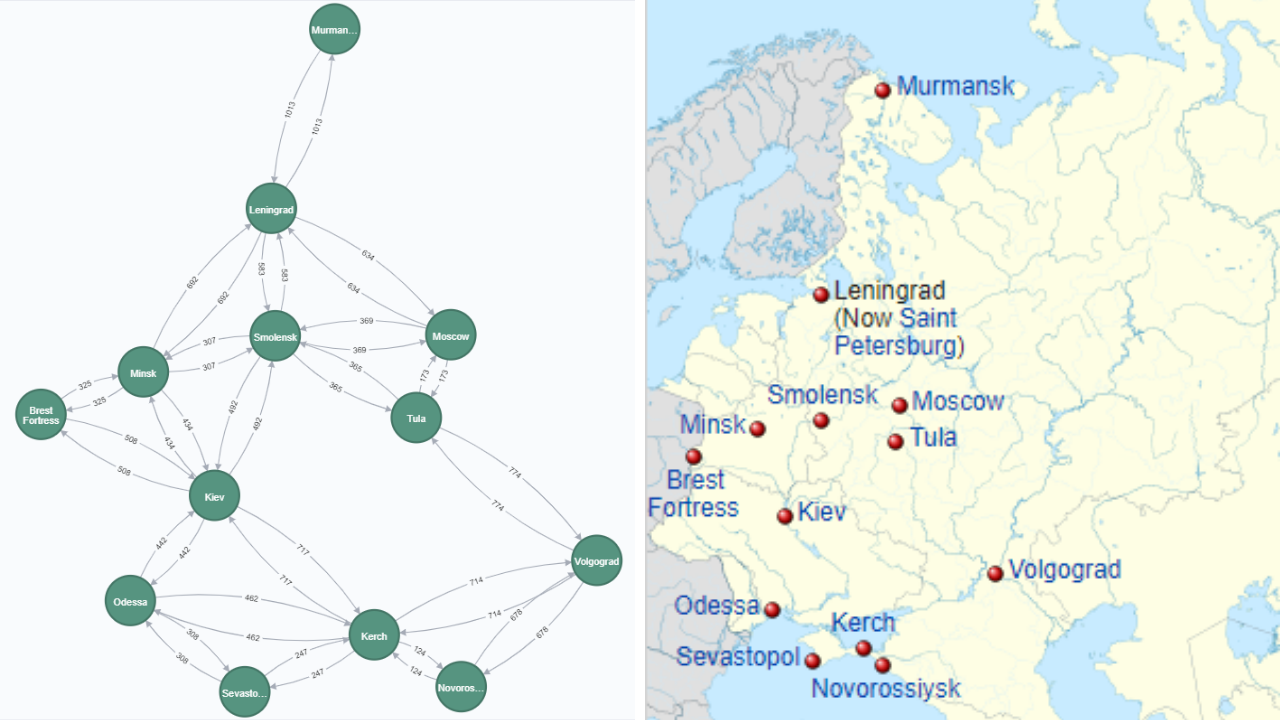 Murman...
1013
1013
Leningrad
692
692
583
583
634
634
Smolensk
Moscow
369
369
307
307
Minsk
365
365
173
173
Brest
Fortress
325
325
Tula
508
508
434
434
492
492
Kiev
774
774
442
442
717
717
Volgograd
Odessa
462
462
714
714
678
678
Kerch
308
308
247
247
124
124
Sevasto...
Novoros...
Murmansk
Leningrad
(Now Saint
Petersburg)
Smolensk
Moscow
Minsk
Tula
Brest
Fortress
Kiev
Volgograd
Odessa
Kerch
Sevastopol
Novorossiysk